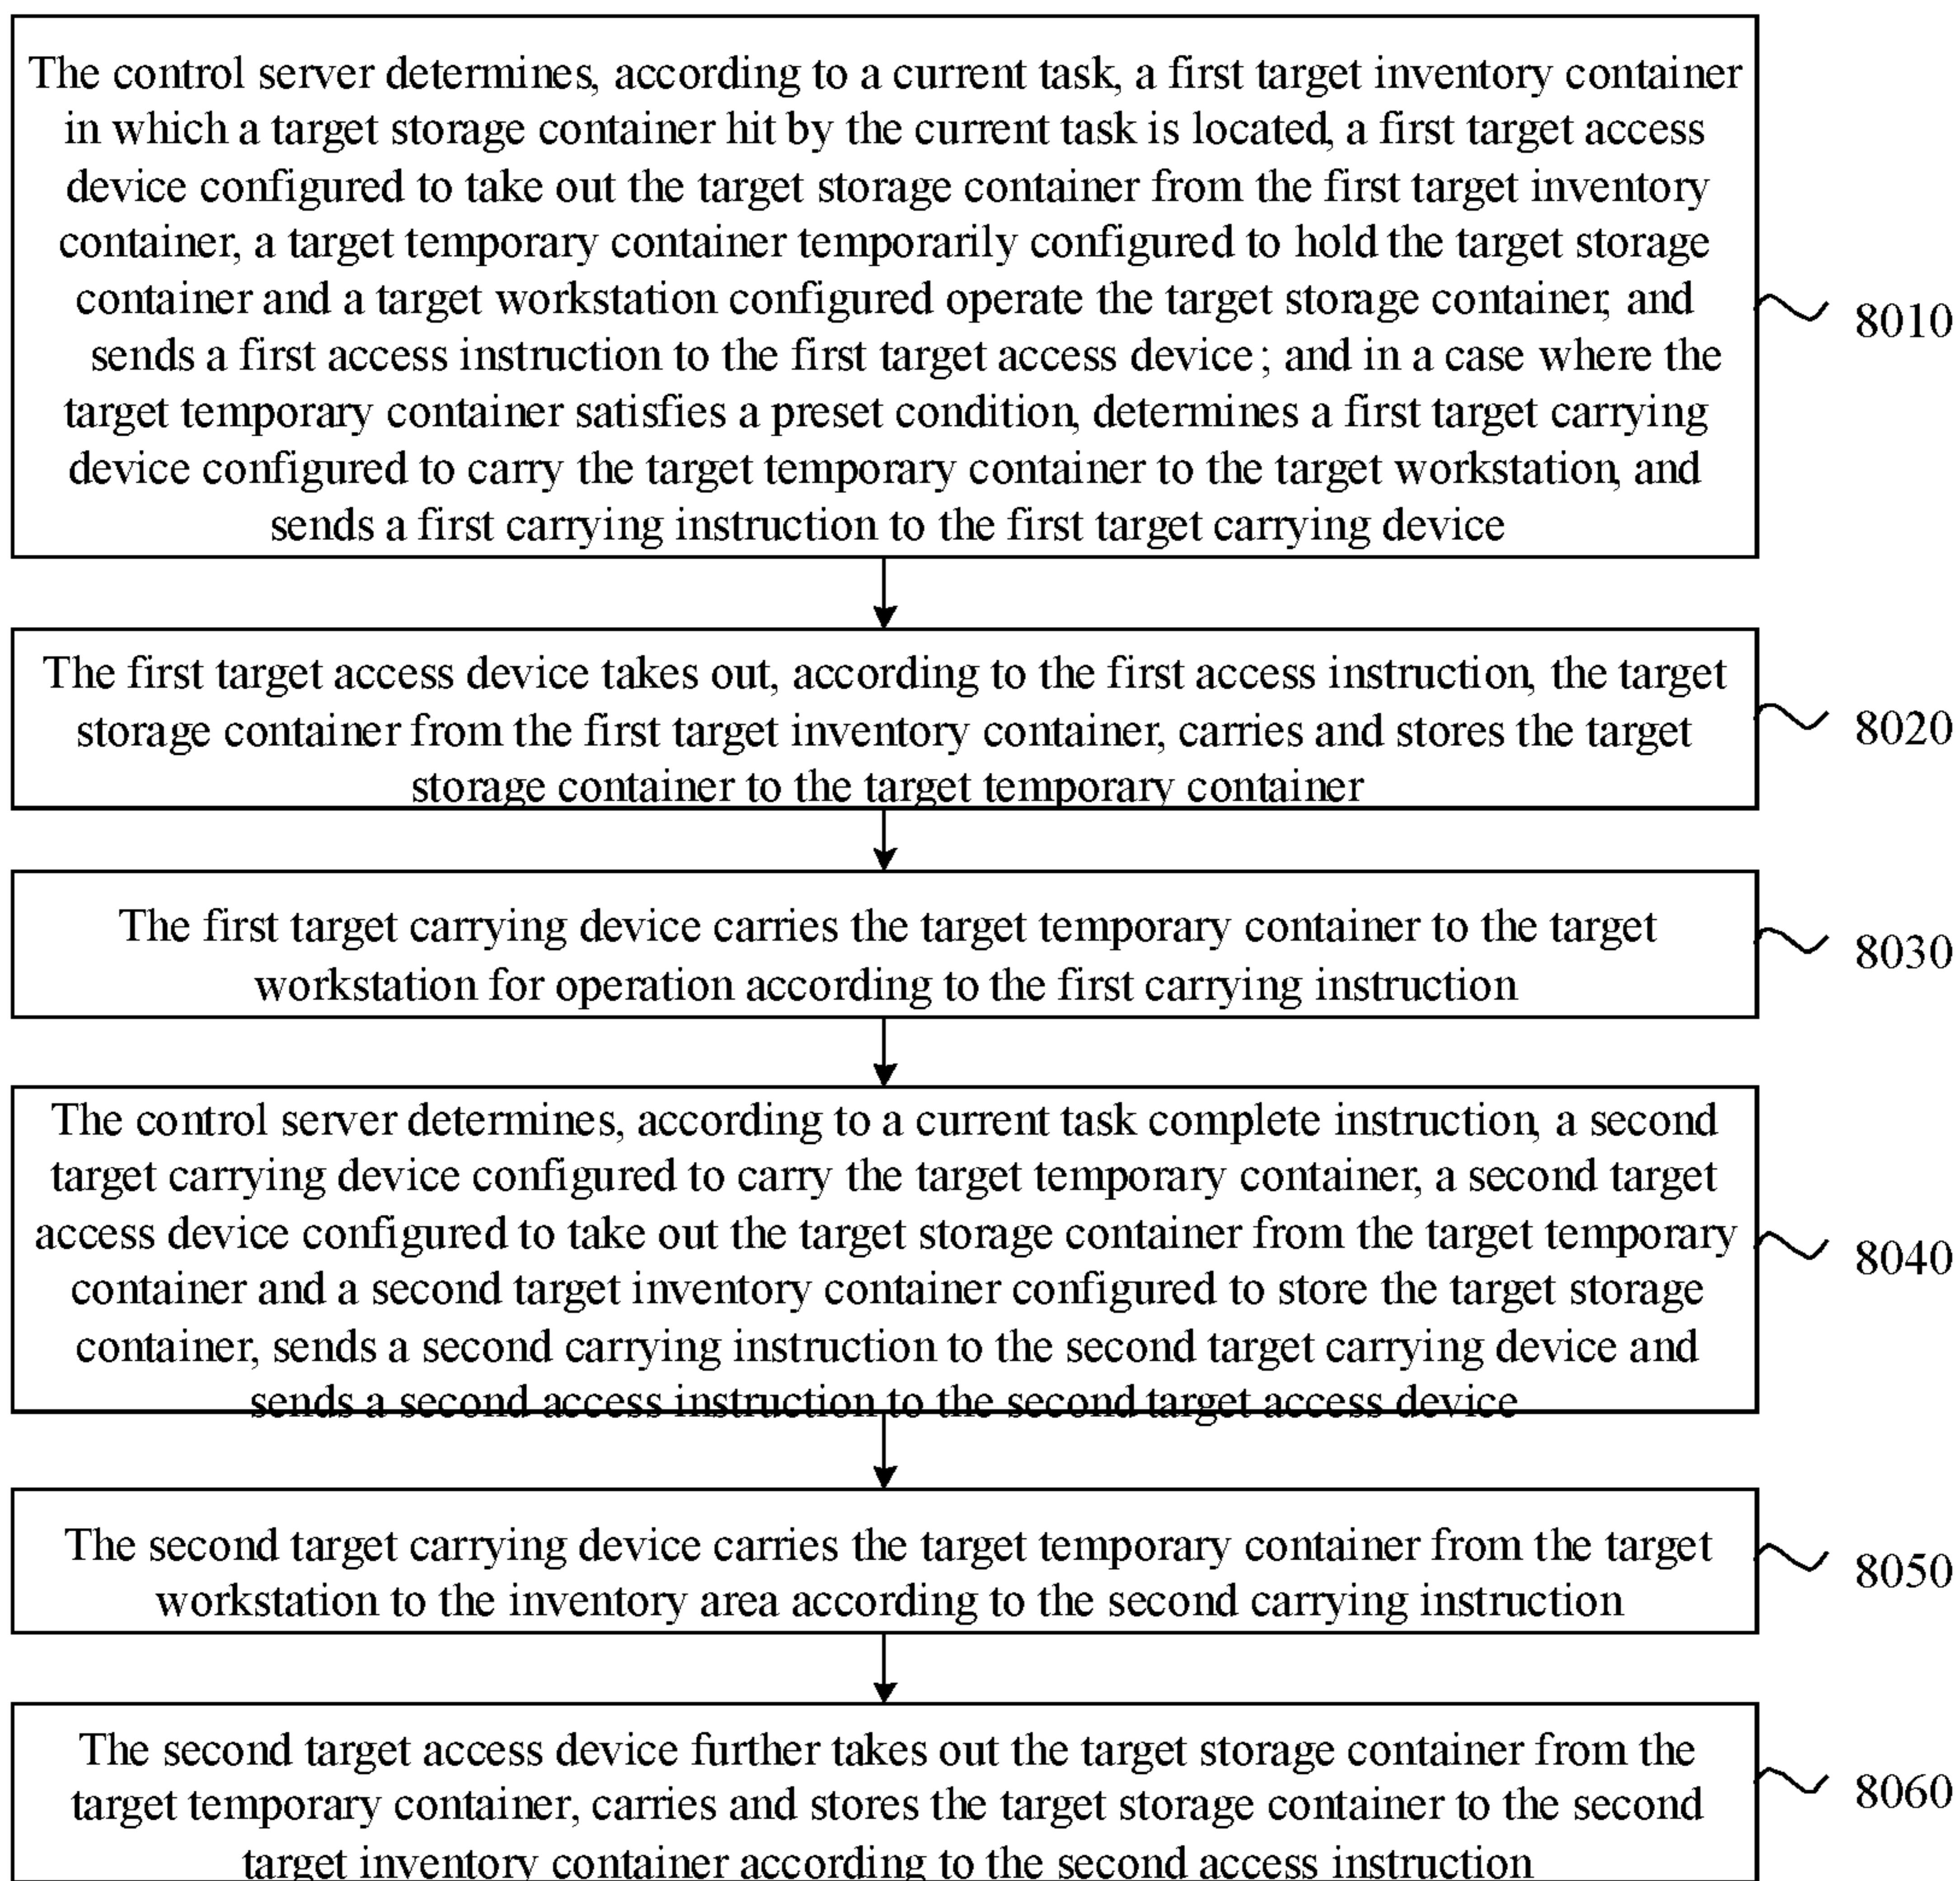 The control server determines, according to a current task, a first target inventory container
in which a target storage container hit by the current task is located, a first target access
device configured to take out the target storage container from the first target inventory
container, a target temporary container temporarily configured to hold the target storage
container and a target workstation configured operate the target storage container, and
sends a first access instruction to the first target access device; and in a case where the
target temporary container satisfies a preset condition, determines a first target carrying
device configured to carry the target temporary container to the target workstation, and
sends a first carrying instruction to the first target carrying device
8010
The first target access device takes out, according to the first access instruction, the target
storage container from the first target inventory container, carries and stores the target
storage container to the target temporary container
8020
The first target carrying device carries the target temporary container to the target
workstation for operation according to the first carrying instruction
8030
The control server determines, according to a current task complete instruction, a second
target carrying device configured to carry the target temporary container, a second target
access device configured to take out the target storage container from the target temporary
container and a second target inventory container configured to store the target storage
container, sends a second carrying instruction to the second target carrying device and
sends a second access instruction to the second target access device
8040
The second target carrying device carries the target temporary container from the target
workstation to the inventory area according to the second carrying instruction
8050
The second target access device further takes out the target storage container from the
target temporary container, carries and stores the target storage container to the second
target inventory container according to the second access instruction
8060